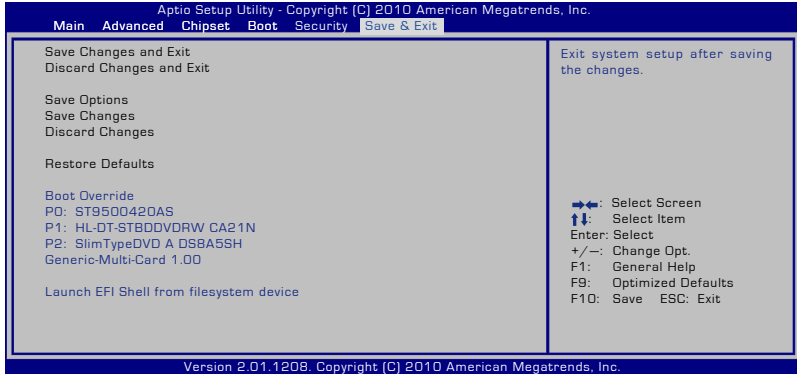 Aptio Setup Utility - Copyright (C) 2010 American Megatrends, Inc.
Main Advanced Chipset Boot Security Save & Exit
Save Changes and Exit
Discard Changes and Exit
Save Options
Save Changes
Discard Changes
Restore Defaults
Boot Override
P0: ST9500420AS
P1: HL-DT-STBDDVDRW CA21N
P2: SlimTypeDVD A DS8A5SH
Generic-Multi-Card 1.00
Launch EFI Shell from filesystem device
Exit system setup after saving
the changes.
→←: Select Screen
↑↓: Select Item
Enter: Select
+/—: Change Opt.
F1: General Help
F9: Optimized Defaults
F10: Save ESC: Exit
Version 2.01.1208. Copyright (C) 2010 American Megatrends, Inc.